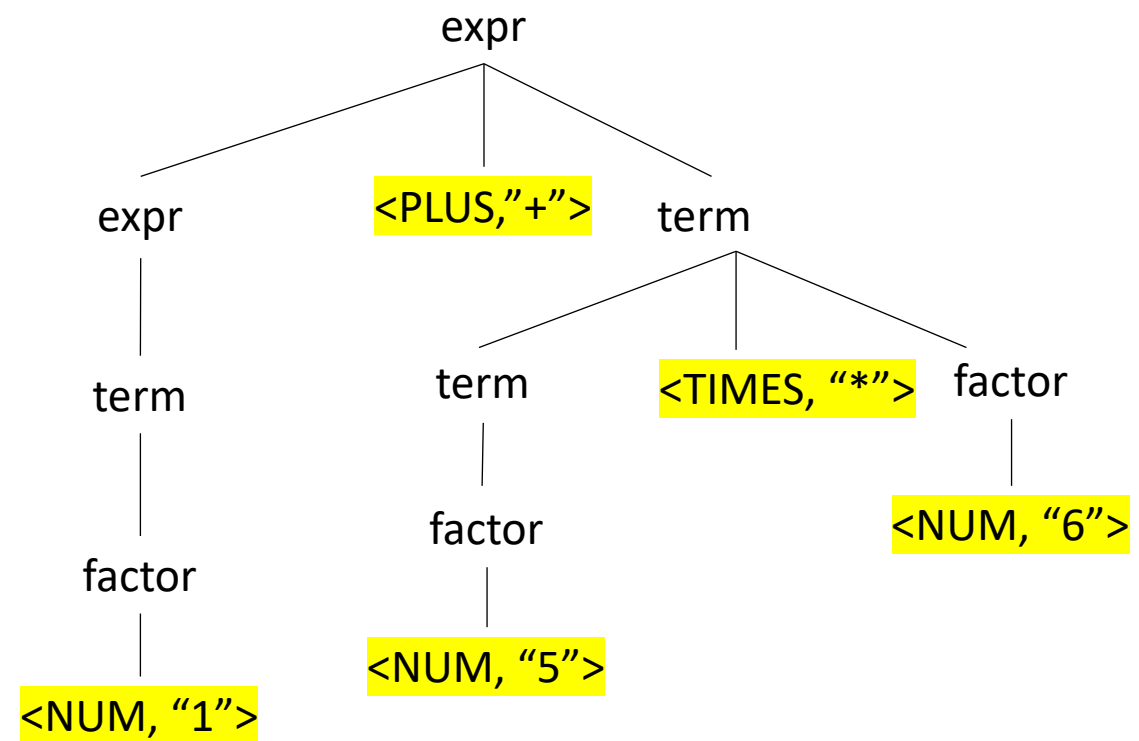 expr
expr
<PLUS,”+”>
term
term
term
<TIMES, “*”>
factor
factor
factor
<NUM, “6”>
<NUM, “1”>
<NUM, “5”>